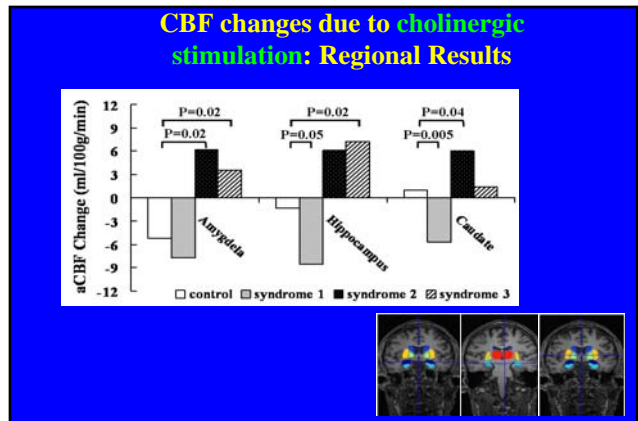 CBF changes due to cholinergic
stimulation: Regional Results
aCBF Change (ml/100g/min)
12
9
6
3
0
-3
-6
-9
-12
P=0.02
P=0.02
P=0.02
P=0.05
P=0.04
P=0.005
Amygdela
Hippocampus
Caudate
control syndrome 1 syndrome 2 syndrome 3